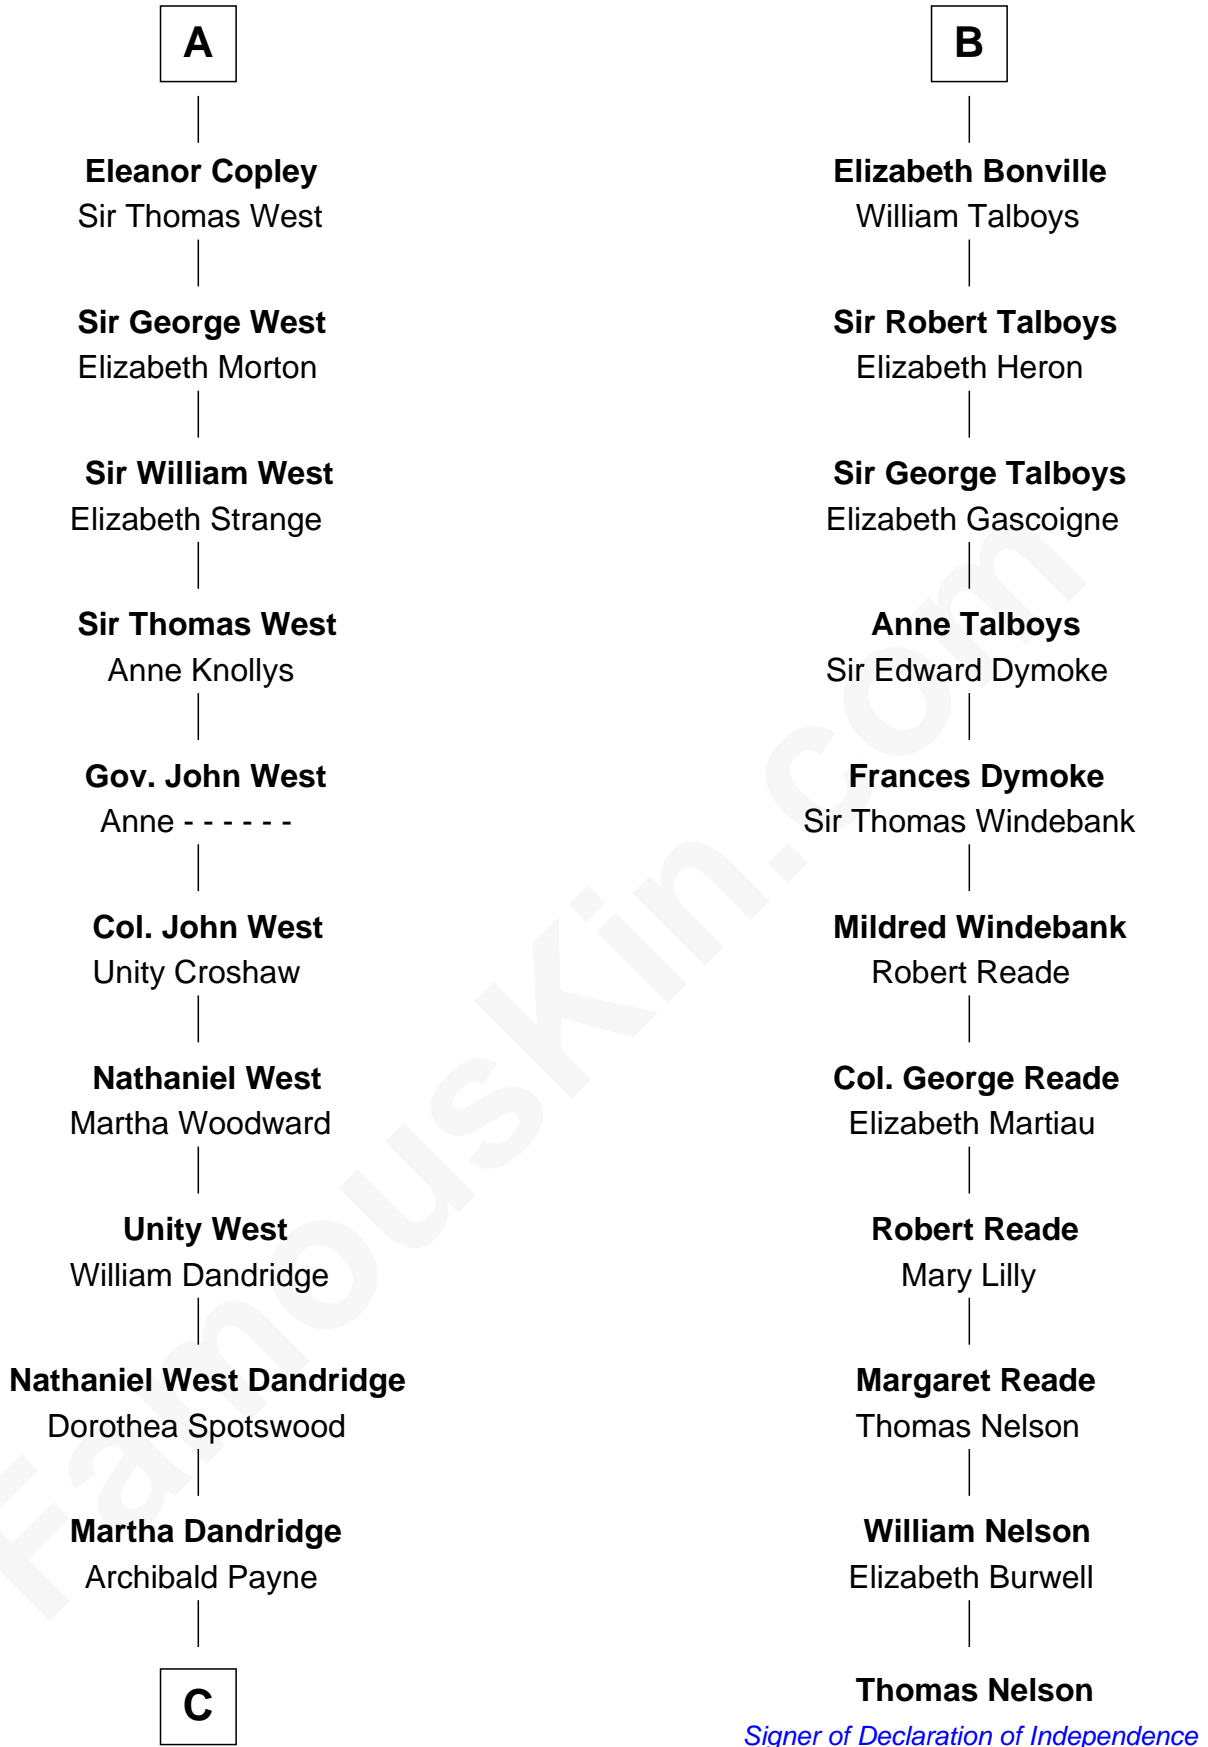 A
Eleanor Copley
Sir Thomas West
Sir George West
Elizabeth Morton
Sir William West
Elizabeth Strange
Sir Thomas West
Anne Knollys
Gov. John West
Anne - - - - - -
Col. John West
Unity Croshaw
Nathaniel West
Martha Woodward
Unity West
William Dandridge
Nathaniel West Dandridge
Dorothea Spotswood
Martha Dandridge
Archibald Payne
C
B
Elizabeth Bonville
William Talboys
Sir Robert Talboys
Elizabeth Heron
Sir George Talboys
Elizabeth Gascoigne
Anne Talboys
Sir Edward Dymoke
Frances Dymoke
Sir Thomas Windebank
Mildred Windebank
Robert Reade
Col. George Reade
Elizabeth Martiau
Robert Reade
Mary Lilly
Margaret Reade
Thomas Nelson
William Nelson
Elizabeth Burwell
Thomas Nelson
Signer of Declaration of Independence
FamousKin.com